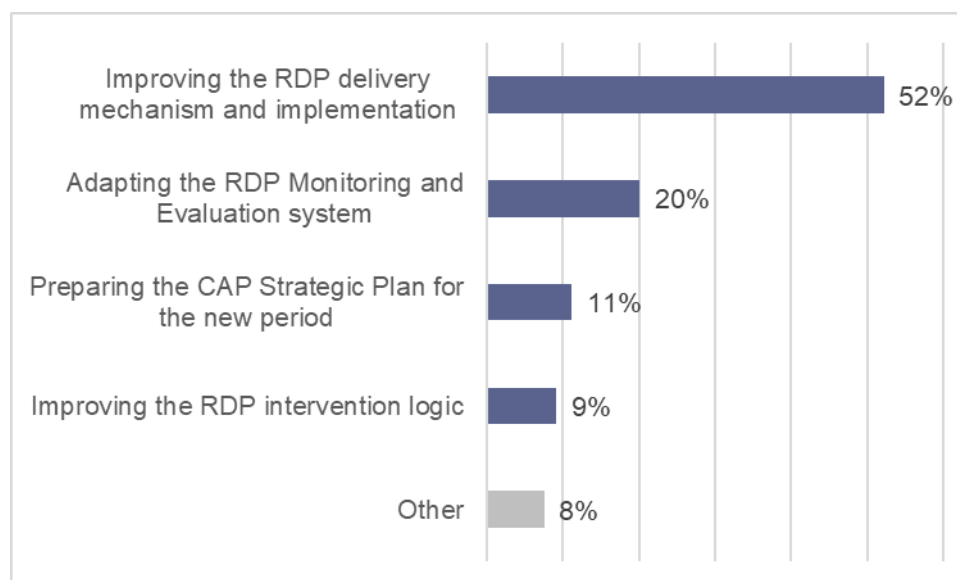 Improving the RDP delivery
mechanism and implementation
52%
Adapting the RDP Monitoring and
Evaluation system
20%
Preparing the CAP Strategic Plan for
the new period
11%
Improving the RDP intervention logic
9%
Other
8%